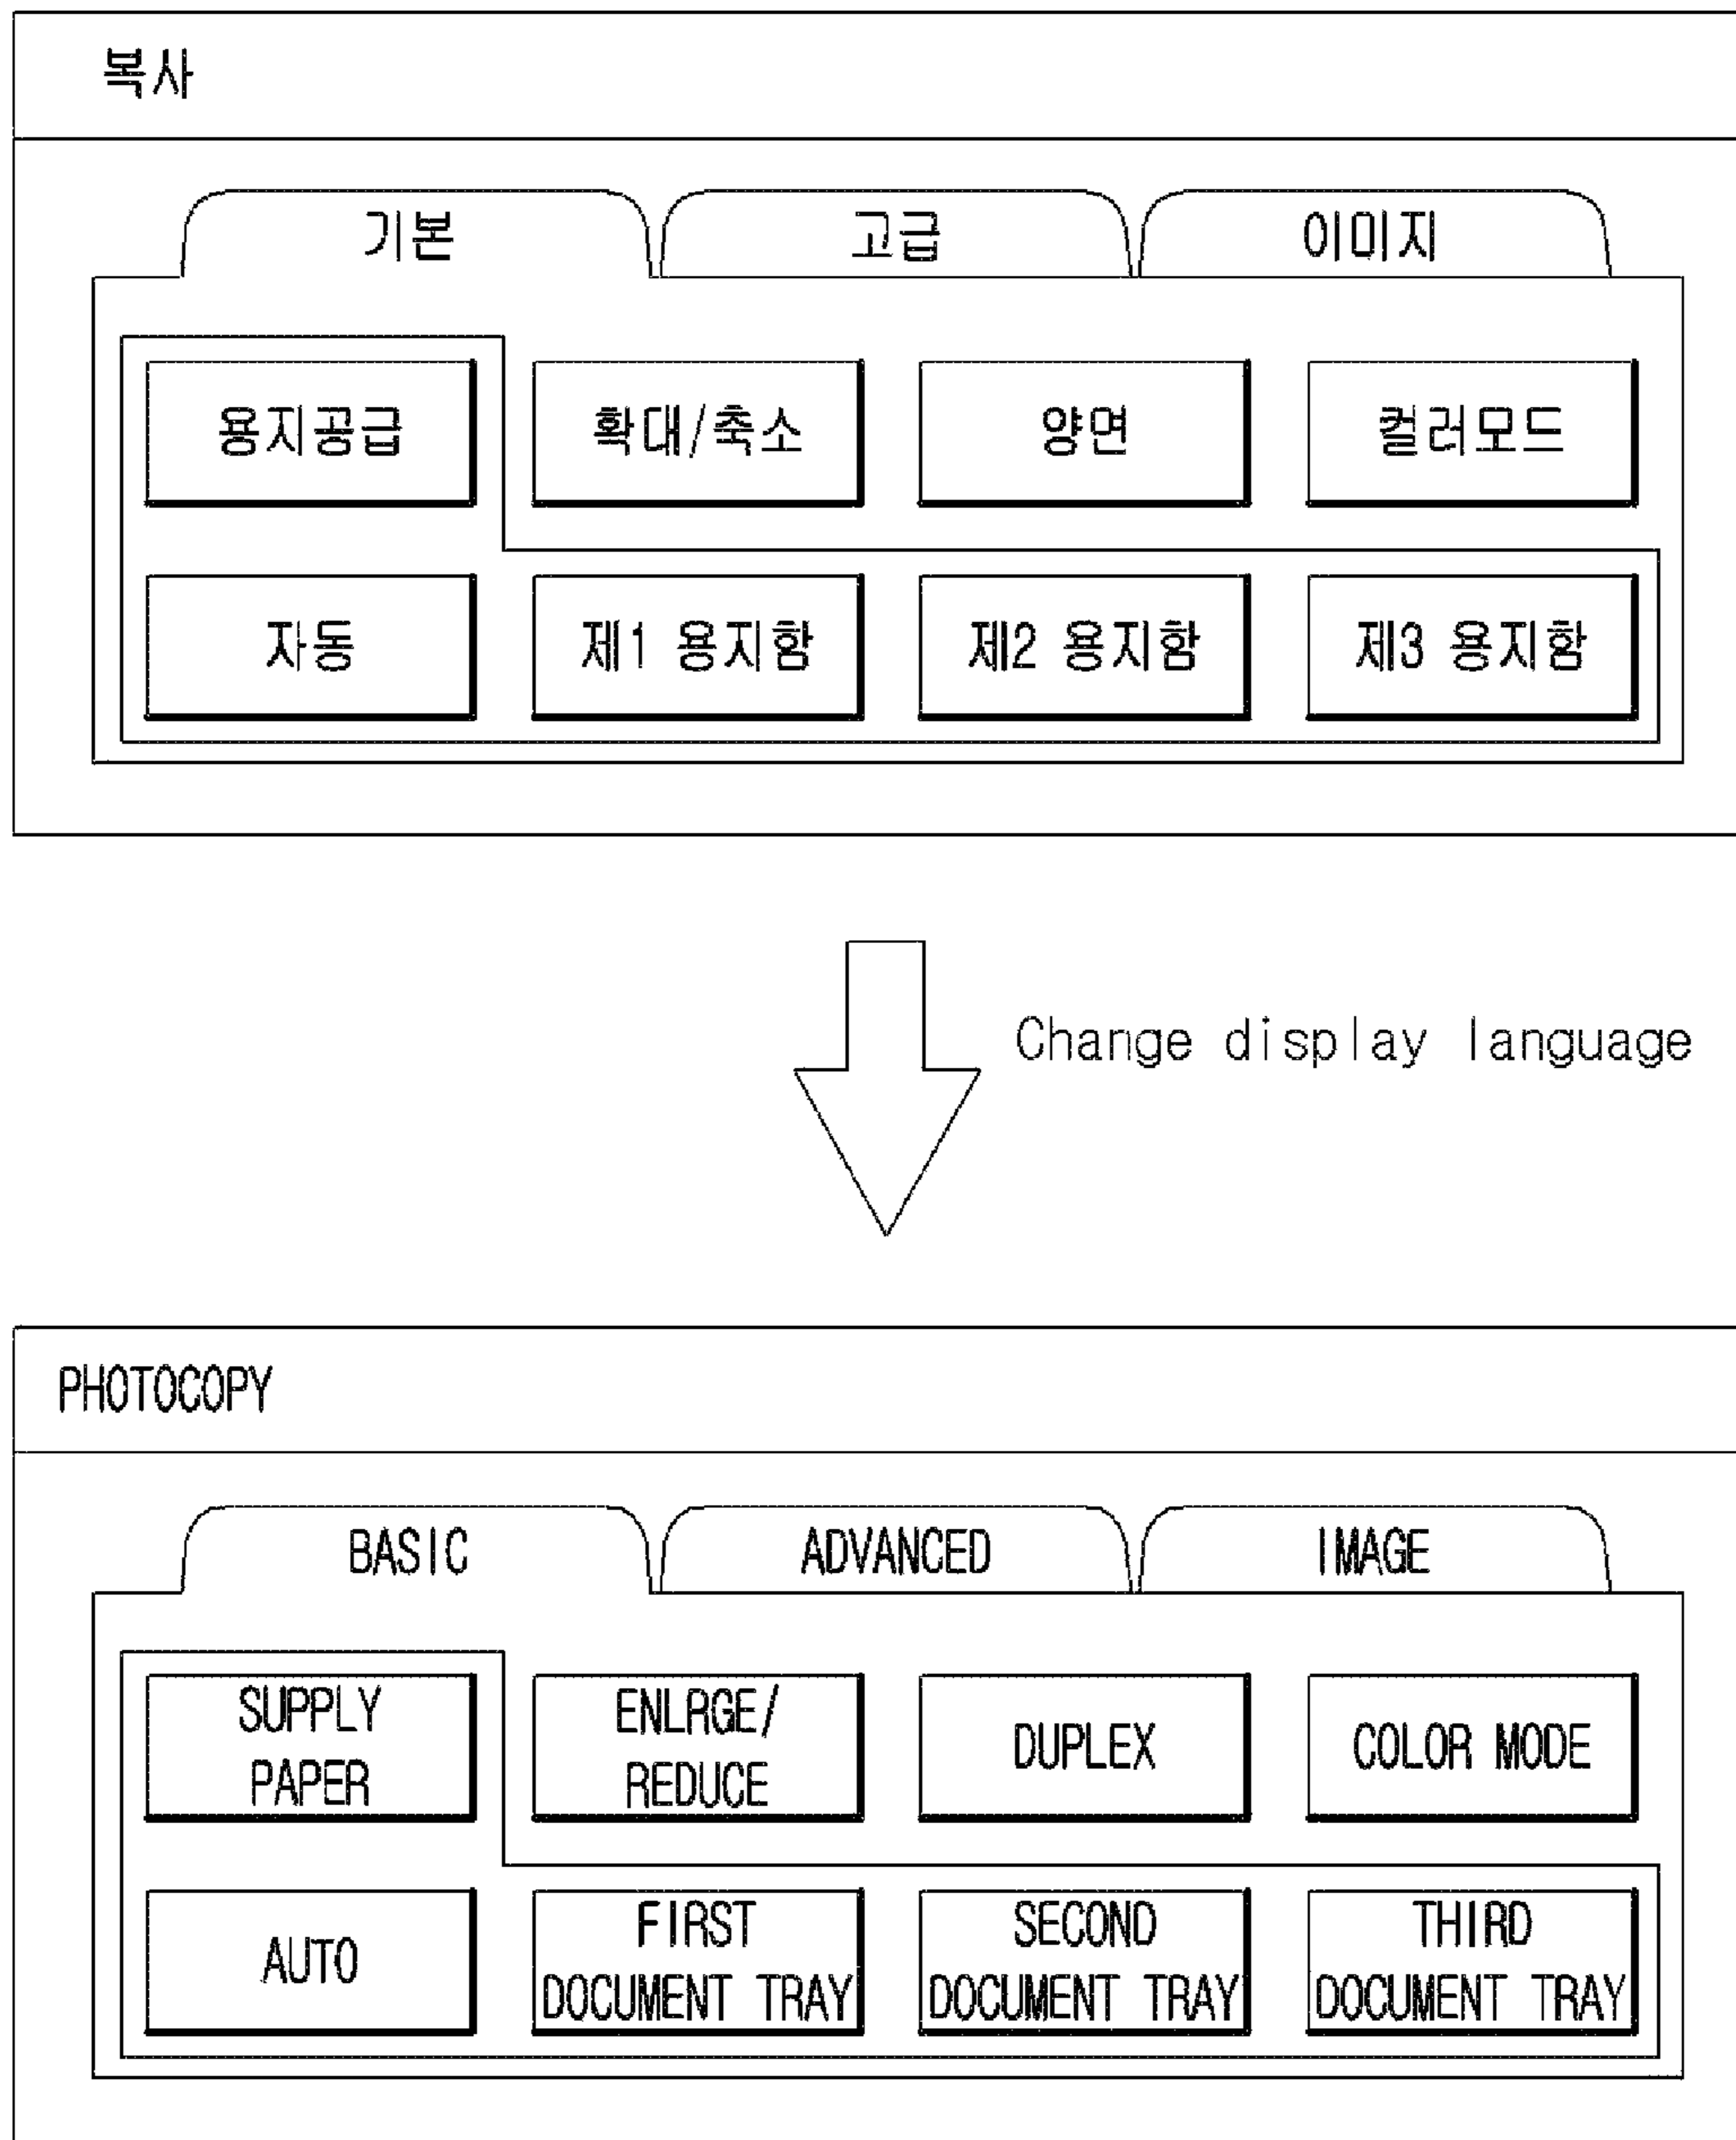 복사
기본 고급 이미지
용지공급 확대/축소 양면 컬러모드
자동 제1 용지함 제2 용지함 제3 용지함
Change display language
PHOTOCOPY
BASIC ADVANCED IMAGE
SUPPLY
PAPER
ENLRGE/
REDUCE
DUPLEX
COLOR MODE
AUTO
FIRST
DOCUMENT TRAY
SECOND
DOCUMENT TRAY
THIRD
DOCUMENT TRAY